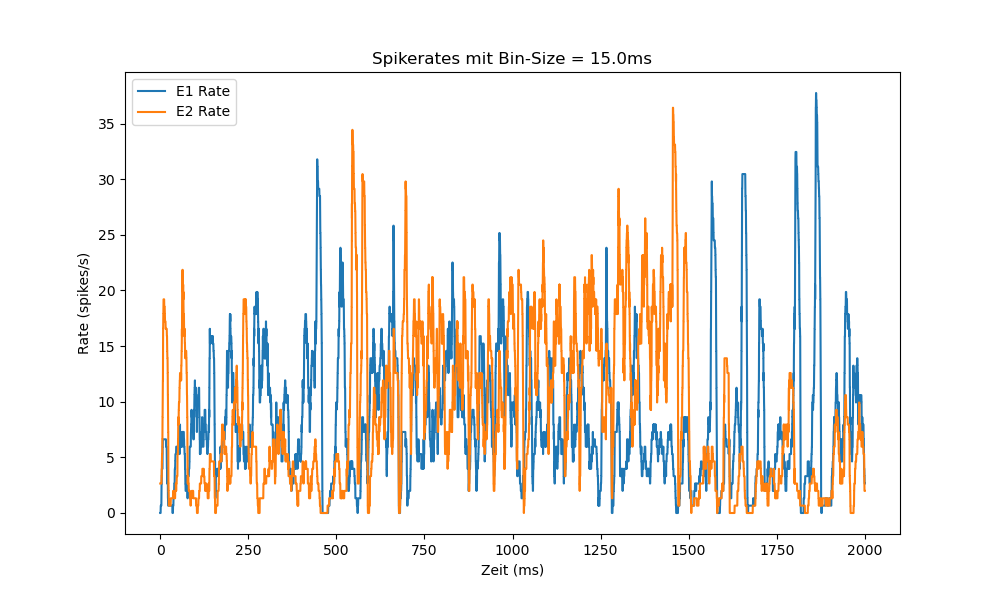 Spikerates mit Bin-Size = 15.0ms
E1 Rate
E2 Rate
Rate (spikes/s)
35
30
25
20
15
10
5
0
0 250 500 750 1000 1250 1500 1750 2000
Zeit (ms)